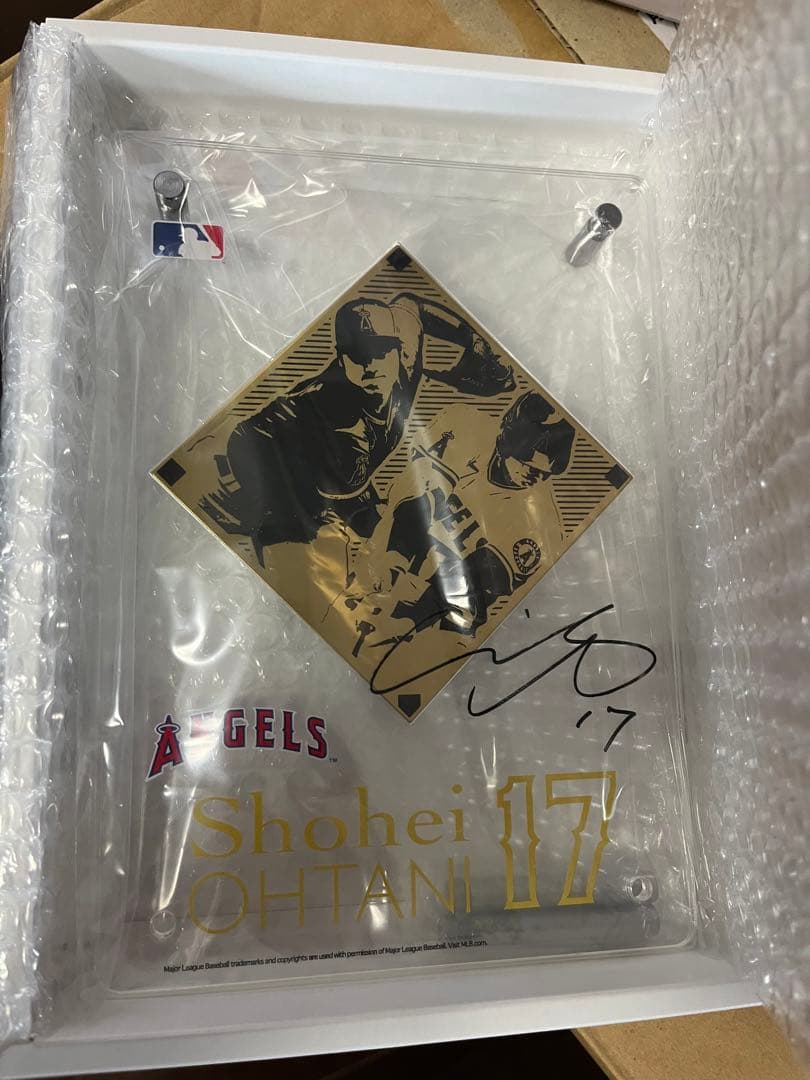 ANGELS™
Shohei
OHTANI
17
17
Major League Baseball trademarks and copyrights are used with permission of Major League Baseball. Visit MLB.com.